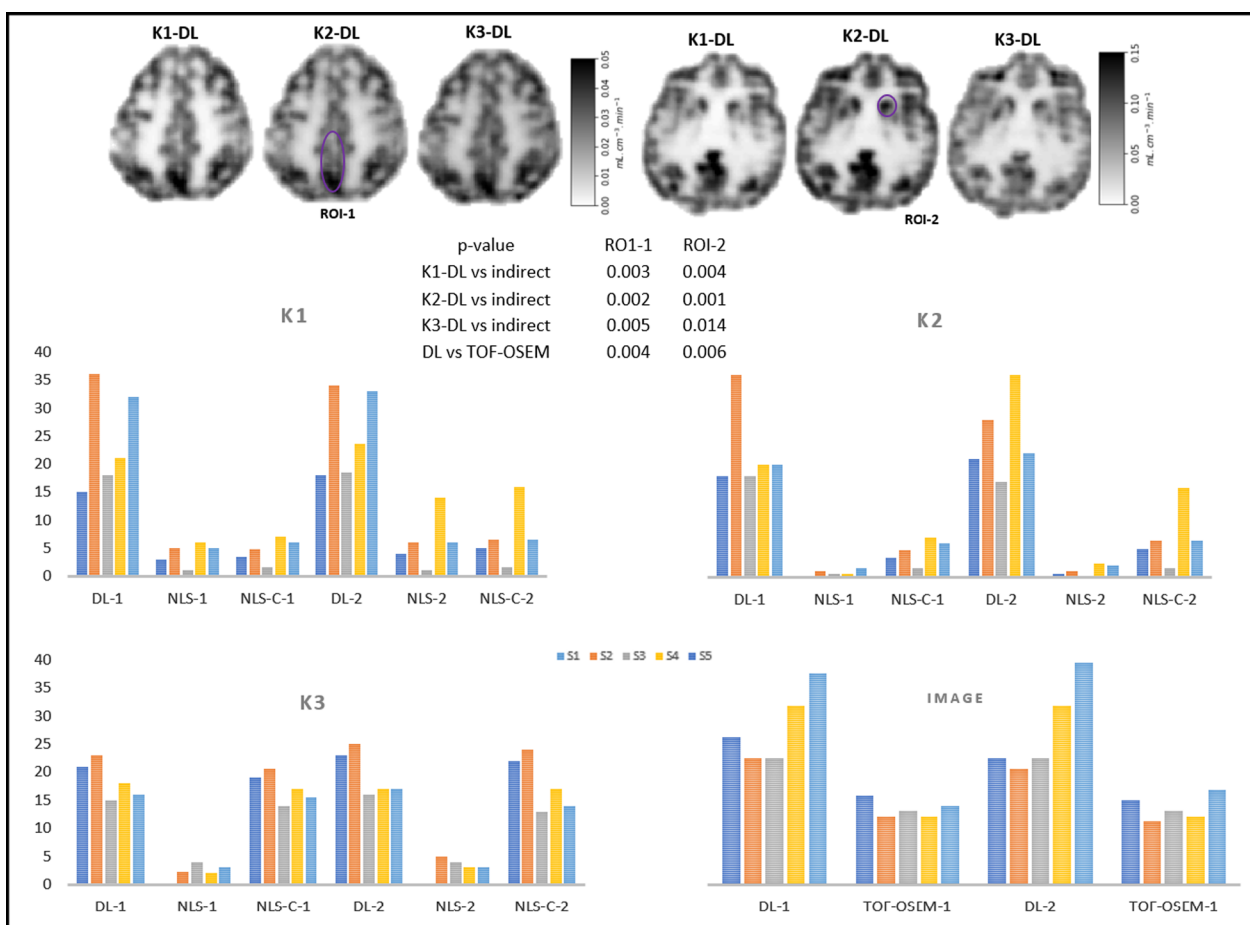 K1-DL K2-DL K3-DL
0.05
0.04
0.03
0.02
0.01
0.00
mL.cm⁻³.min⁻¹
ROI-1
K1-DL K2-DL K3-DL
0.15
0.10
0.05
0.00
mL.cm⁻³.min⁻¹
ROI-2
p-value RO1-1 ROI-2
K1-DL vs indirect 0.003 0.004
K2-DL vs indirect 0.002 0.001
K3-DL vs indirect 0.005 0.014
DL vs TOF-OSEM 0.004 0.006
K1
40
35
30
25
20
15
10
5
0
DL-1 NLS-1 NLS-C-1 DL-2 NLS-2 NLS-C-2
K2
DL-1 NLS-1 NLS-C-1 DL-2 NLS-2 NLS-C-2
S1 S2 S3 S4 S5
K3
40
35
30
25
20
15
10
5
0
DL-1 NLS-1 NLS-C-1 DL-2 NLS-2 NLS-C-2
IMAGE
DL-1 TOF-OSEM-1 DL-2 TOF-OSEM-1